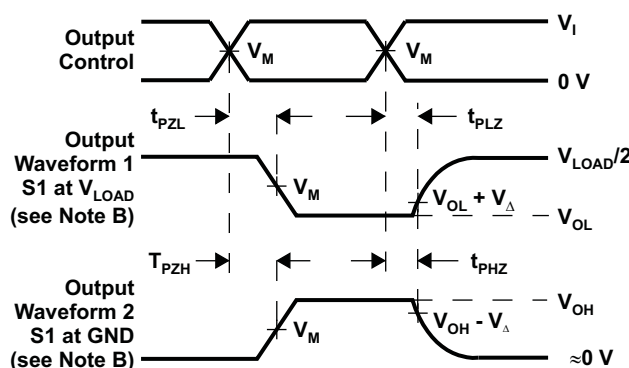 Output
Control
V_M
V_M
V_I
0 V
t_PZL
t_PLZ
Output
Waveform 1
S1 at V_LOAD
(see Note B)
V_M
V_LOAD/2
V_OL + V_Δ
V_OL
T_PZH
t_PHZ
Output
Waveform 2
S1 at GND
(see Note B)
V_M
V_OH
V_OH - V_Δ
≈0 V